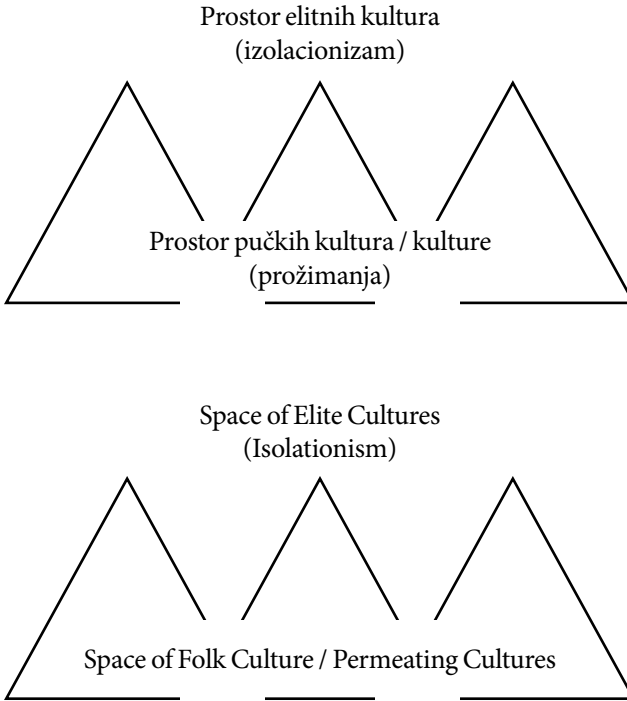 Prostor elitnih kultura
(izolacionizam)
Prostor pučkih kultura / kulture
(prožimanja)
Space of Elite Cultures
(Isolationism)
Space of Folk Culture / Permeating Cultures